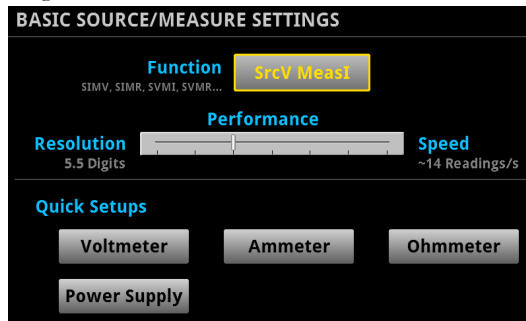 BASIC SOURCE/MEASURE SETTINGS
Function
SIMV, SIMR, SVMI, SVMR...
SrcV MeasI
Performance
Resolution
5.5 Digits
Speed
~14 Readings/s
Quick Setups
Voltmeter
Ammeter
Ohmmeter
Power Supply